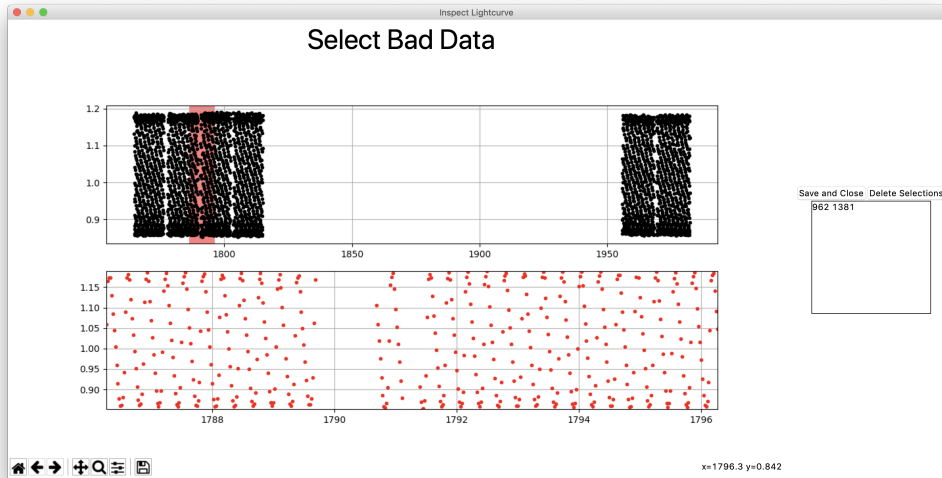 Inspect Lightcurve
Select Bad Data
1.2
1.1
1.0
0.9
1800 1850 1900 1950
Save and Close Delete Selections
962 1381
1.15
1.10
1.05
1.00
0.95
0.90
1788 1790 1792 1794 1796
x=1796.3 y=0.842